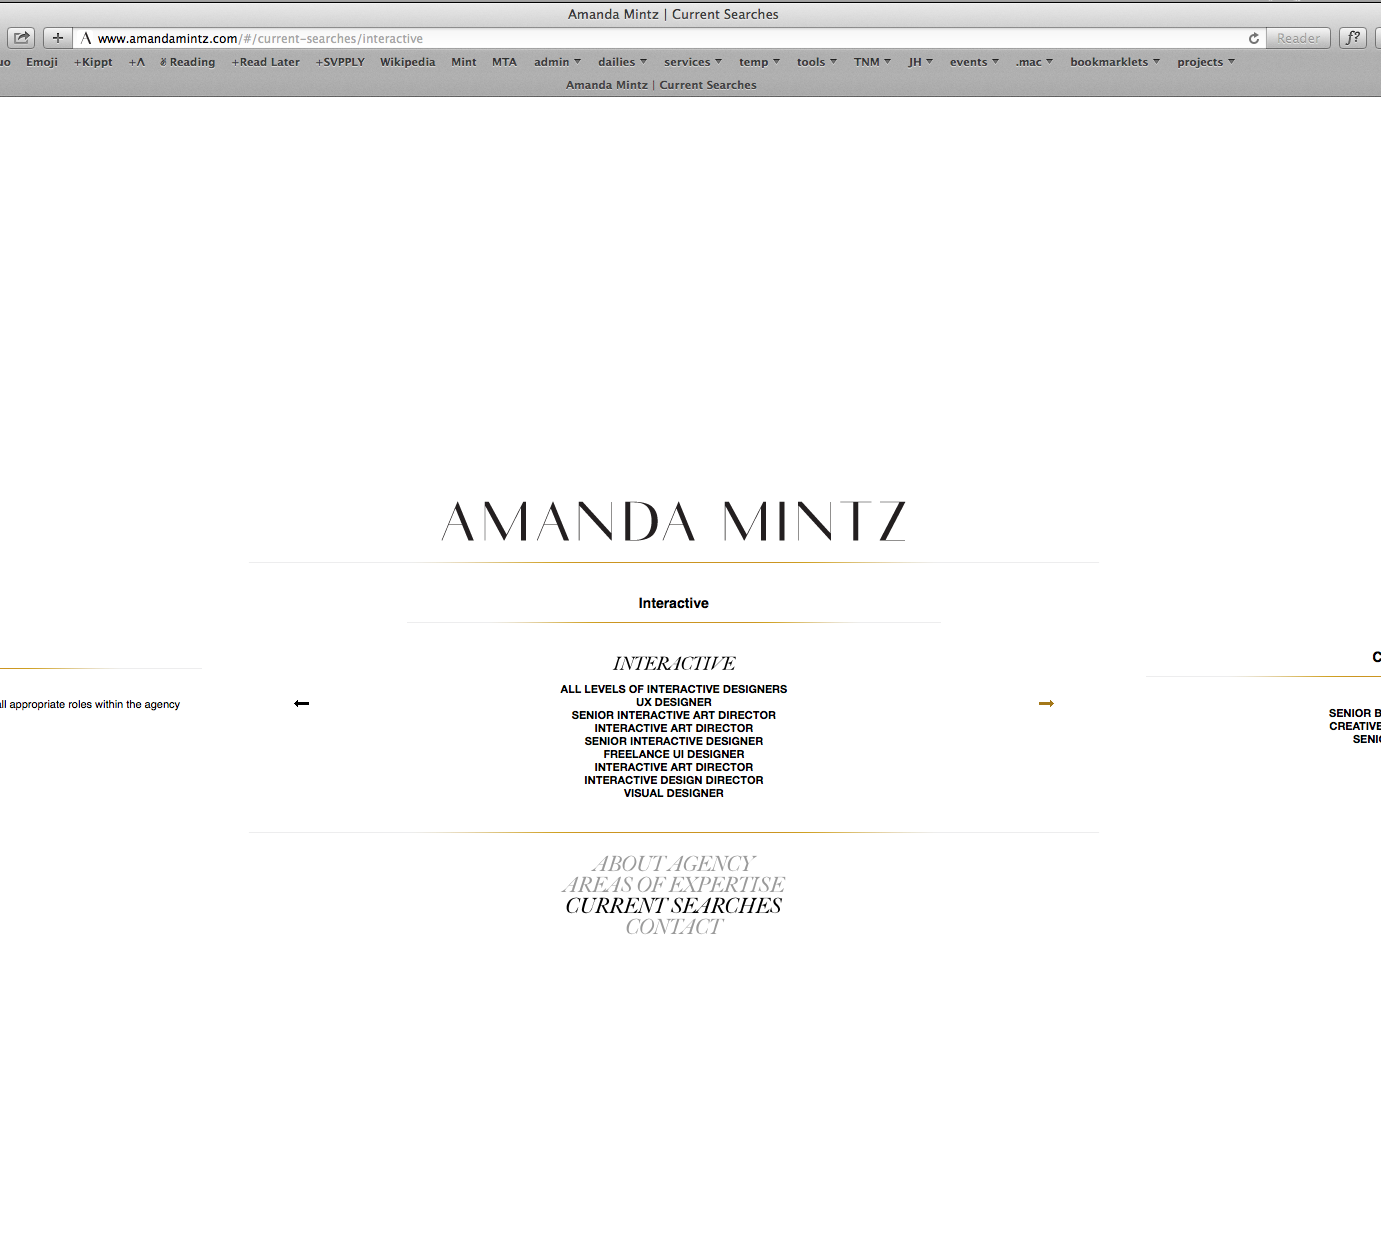 Amanda Mintz | Current Searches
www.amandamintz.com/#/current-searches/interactive
Reader
f?
Emoji +Kippt +Λ ✌Reading +Read Later +SVPPLY Wikipedia Mint MTA admin dailies services temp tools TNM JH events .mac bookmarklets projects
Amanda Mintz | Current Searches
AMANDA MINTZ
Interactive
INTERACTIVE
ALL LEVELS OF INTERACTIVE DESIGNERS
UX DESIGNER
SENIOR INTERACTIVE ART DIRECTOR
INTERACTIVE ART DIRECTOR
SENIOR INTERACTIVE DESIGNER
FREELANCE UI DESIGNER
INTERACTIVE ART DIRECTOR
INTERACTIVE DESIGN DIRECTOR
VISUAL DESIGNER
appropriate roles within the agency
SENIOR
CREATIVE
ABOUT AGENCY
AREAS OF EXPERTISE
CURRENT SEARCHES
CONTACT